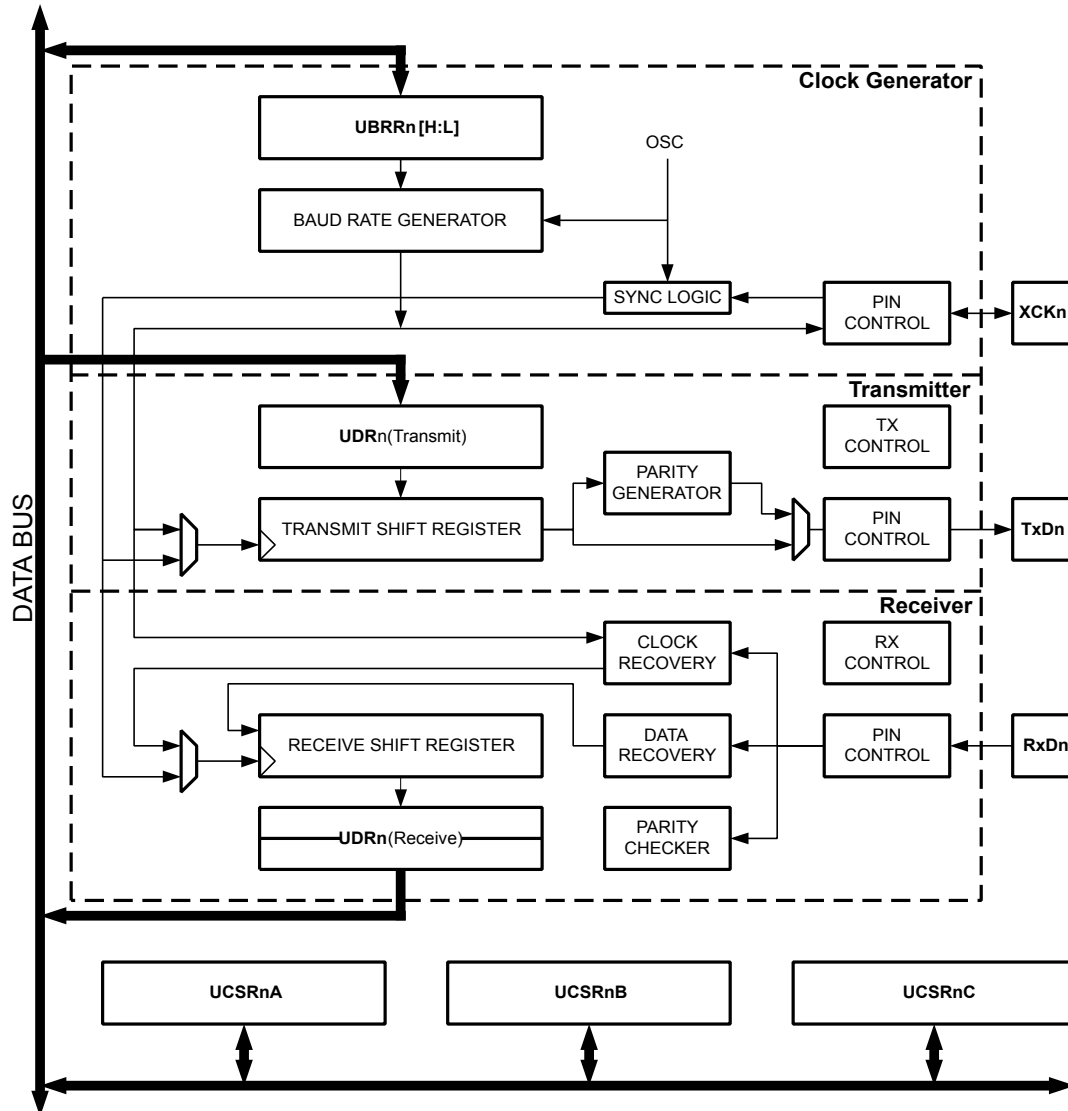 Clock Generator
UBRRn [H:L]
OSC
BAUD RATE GENERATOR
SYNC LOGIC
PIN
CONTROL
XCKn
DATA BUS
Transmitter
UDRn(Transmit)
TX
CONTROL
PARITY
GENERATOR
TRANSMIT SHIFT REGISTER
PIN
CONTROL
TxDn
Receiver
CLOCK
RECOVERY
RX
CONTROL
RECEIVE SHIFT REGISTER
DATA
RECOVERY
PIN
CONTROL
RxDn
UDRn(Receive)
PARITY
CHECKER
UCSRnA
UCSRnB
UCSRnC